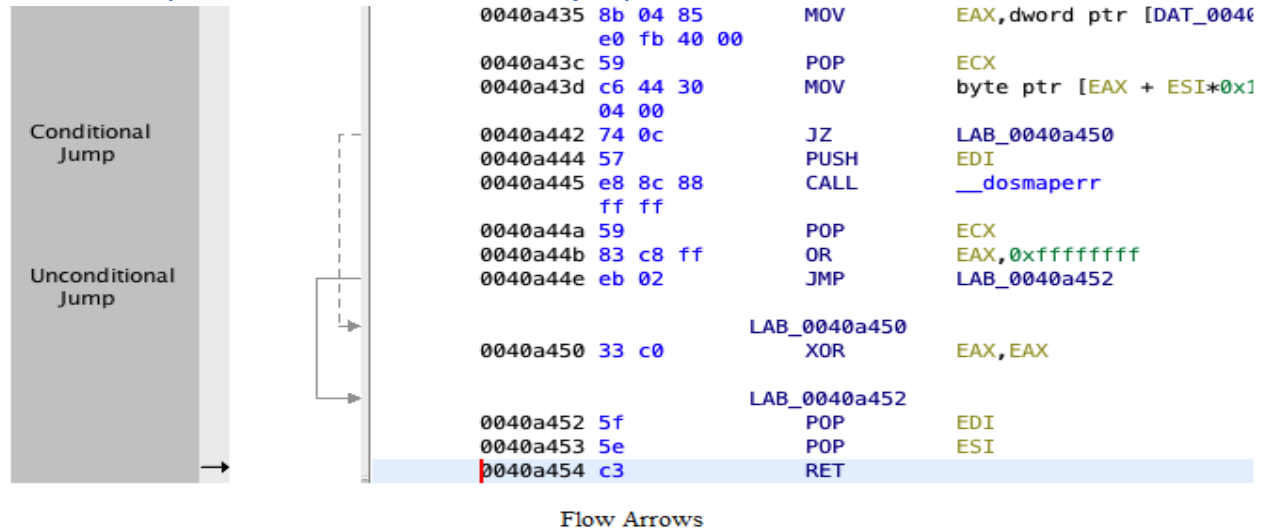 0040a435 8b 04 85 MOV EAX,dword ptr [DAT_0040
e0 fb 40 00
0040a43c 59 POP ECX
0040a43d c6 44 30 MOV byte ptr [EAX + ESI*0x1
04 00
Conditional
Jump
0040a442 74 0c JZ LAB_0040a450
0040a444 57 PUSH EDI
0040a445 e8 8c 88 CALL __dosmaperr
ff ff
0040a44a 59 POP ECX
0040a44b 83 c8 ff OR EAX,0xffffffff
Unconditional
Jump
0040a44e eb 02 JMP LAB_0040a452
LAB_0040a450
0040a450 33 c0 XOR EAX,EAX
LAB_0040a452
0040a452 5f POP EDI
0040a453 5e POP ESI
0040a454 c3 RET
Flow Arrows